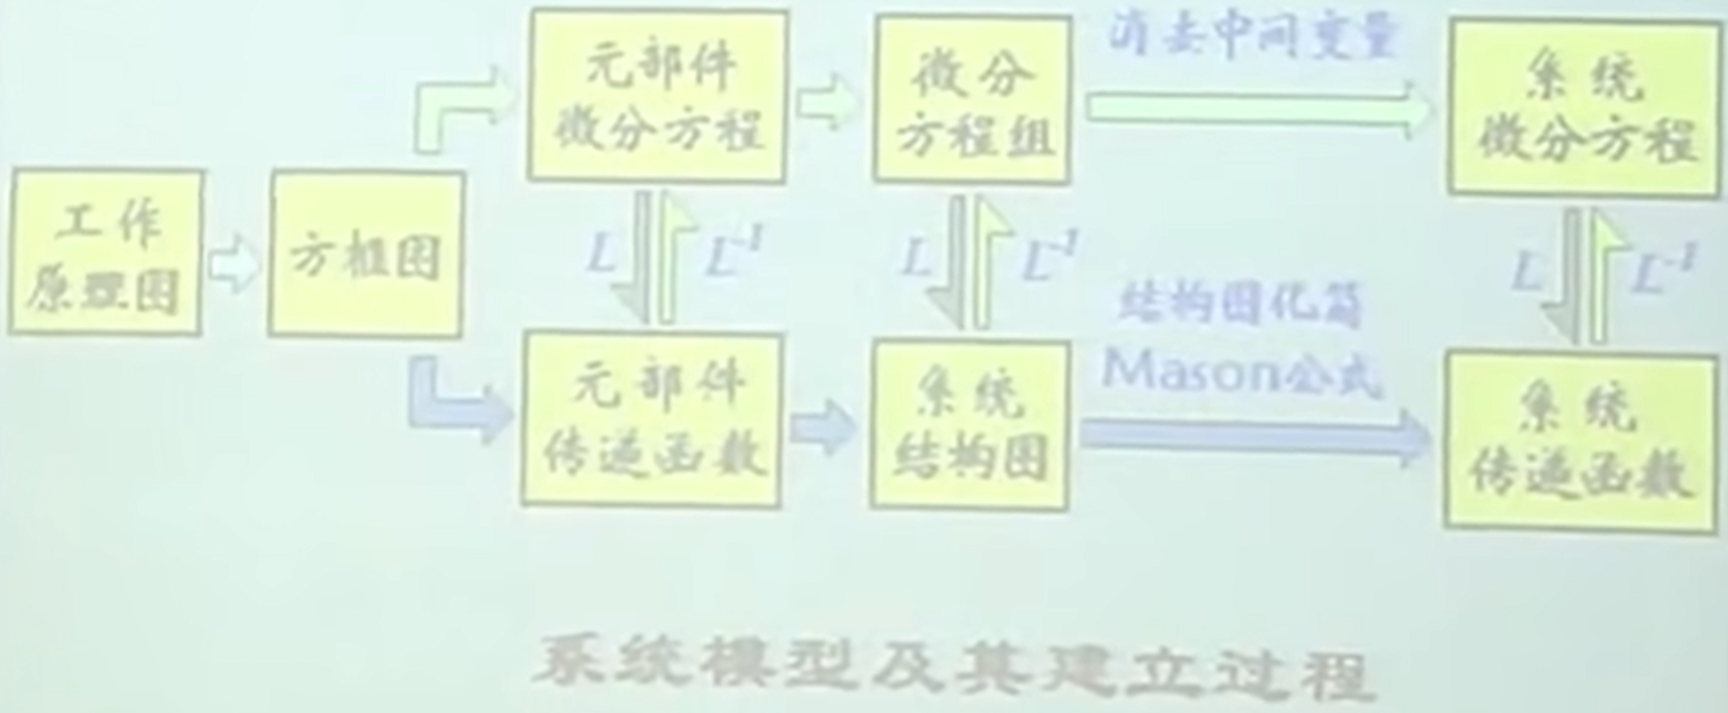 元部件
微分方程
微分
方程组
消去中间变量
系统
微分方程
工作
原理图
方框图
L
L-1
L
L-1
L
L-1
结构图化简
Mason公式
元部件
传递函数
系统
结构图
系统
传递函数
系统模型及其建立过程